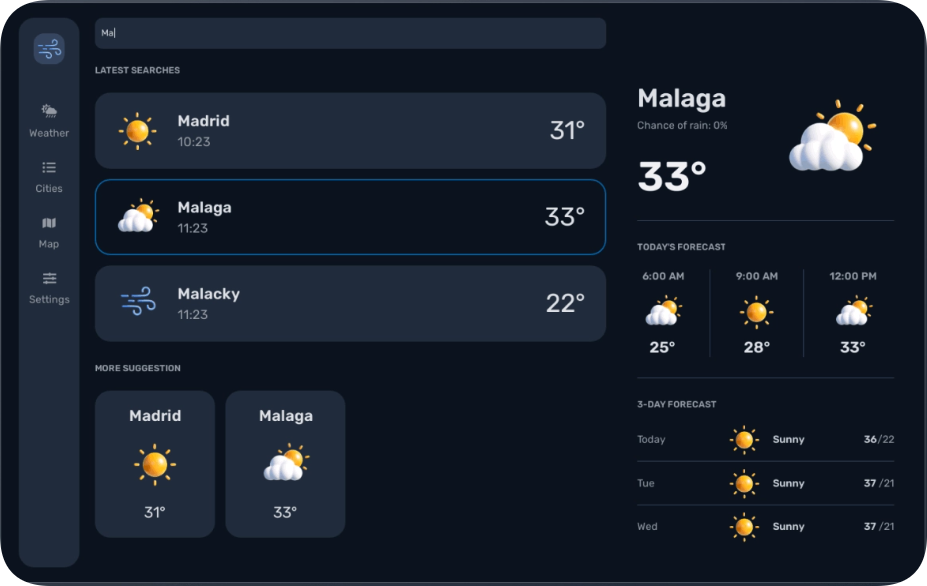 Ma
LATEST SEARCHES
Madrid
10:23
31°
Malaga
11:23
33°
Malacky
11:23
22°
MORE SUGGESTION
Madrid
31°
Malaga
33°
Weather
Cities
Map
Settings
Malaga
Chance of rain: 0%
33°
TODAY'S FORECAST
6:00 AM
25°
9:00 AM
28°
12:00 PM
33°
3-DAY FORECAST
Today Sunny 36/22
Tue Sunny 37/21
Wed Sunny 37/21